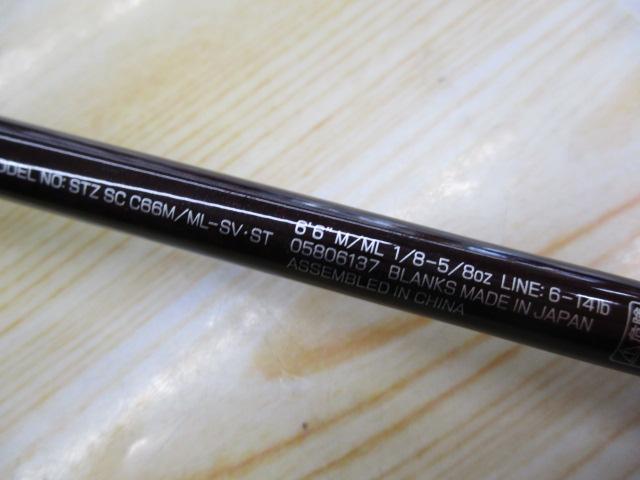 MODEL NO: STZ SC C66M/ML-SV·ST
6'6" M/ML 1/8-5/8oz LINE: 6-14lb
05806137 BLANKS MADE IN JAPAN
ASSEMBLED IN CHINA